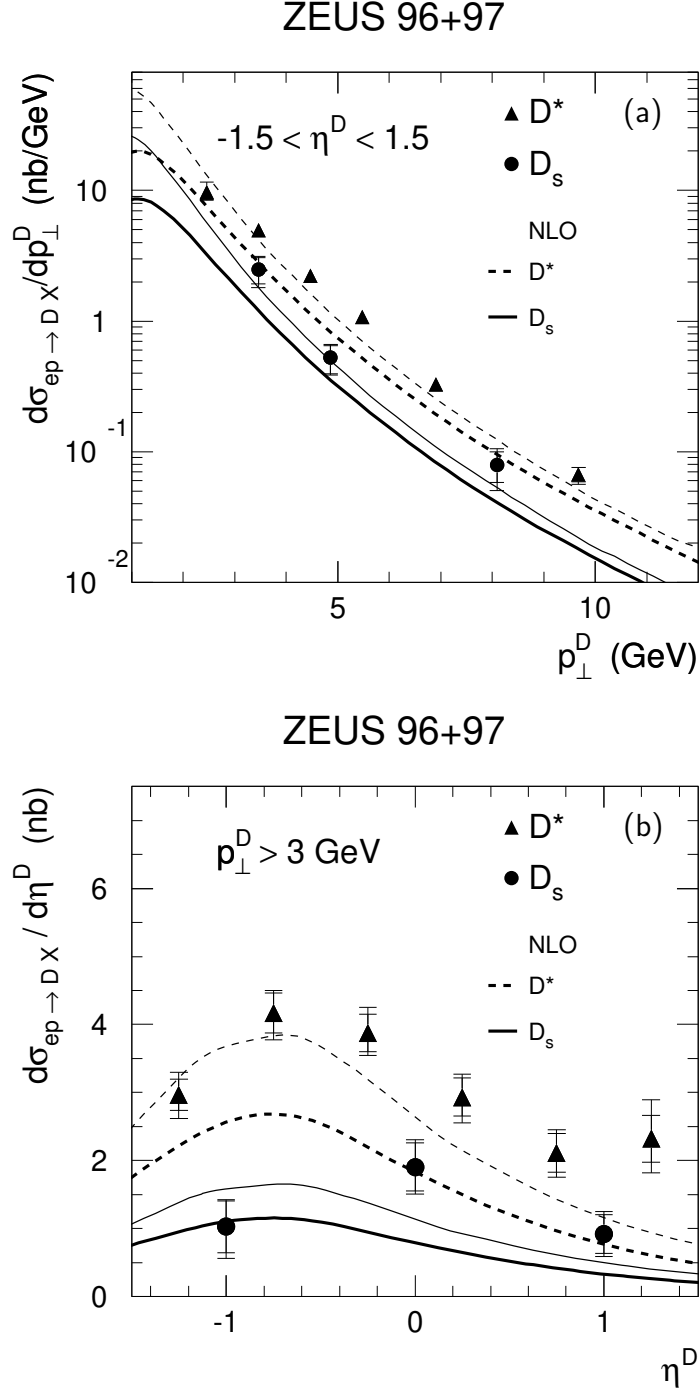 ZEUS 96+97
dσ_ep → D X/dp_⊥^D (nb/GeV)
-1.5 < η^D < 1.5
(a)
▲ D*
● D_s
NLO
D*
D_s
10
1
10^-1
10^-2
5 10
p_⊥^D (GeV)
ZEUS 96+97
dσ_ep → D X / dη^D (nb)
p_⊥^D > 3 GeV
(b)
▲ D*
● D_s
NLO
D*
D_s
6
4
2
0
-1 0 1
η^D